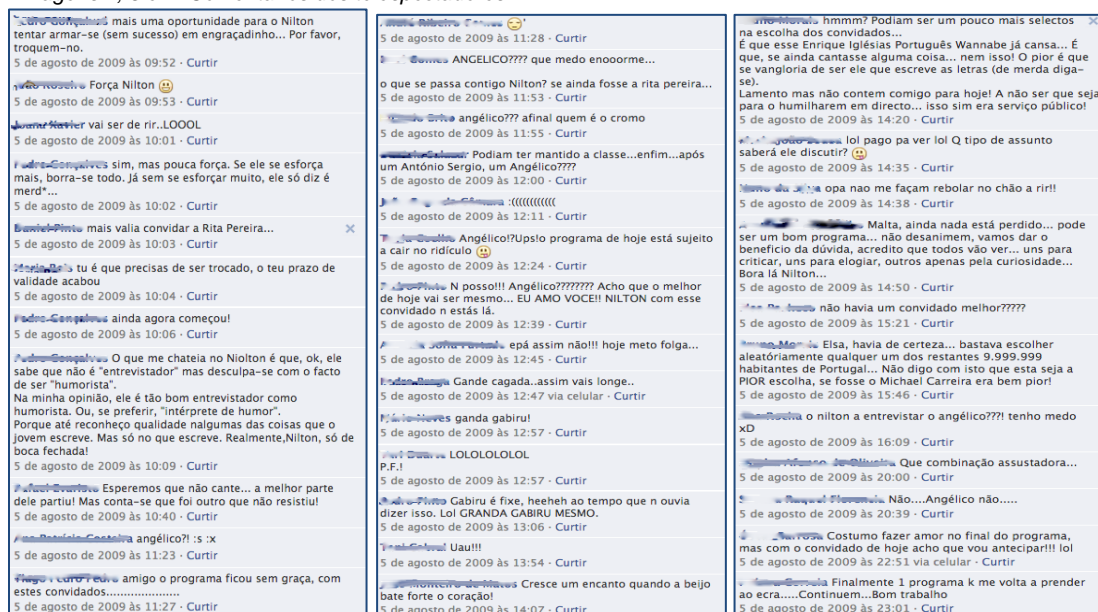 mais uma oportunidade para o Nilton
tentar armar-se (sem sucesso) em engraçadinho... Por favor,
troquem-no.
5 de agosto de 2009 às 09:52 · Curtir
Força Nilton
5 de agosto de 2009 às 09:53 · Curtir
vai ser de rir..LOOOL
5 de agosto de 2009 às 10:01 · Curtir
sim, mas pouca força. Se ele se esforça
mais, borra-se todo. Já sem se esforçar muito, ele só diz é
merd*...
5 de agosto de 2009 às 10:02 · Curtir
mais valia convidar a Rita Pereira...
5 de agosto de 2009 às 10:03 · Curtir
tu é que precisas de ser trocado, o teu prazo de
validade acabou
5 de agosto de 2009 às 10:04 · Curtir
ainda agora começou!
5 de agosto de 2009 às 10:06 · Curtir
O que me chateia no Niolton é que, ok, ele
sabe que não é "entrevistador" mas desculpa-se com o facto
de ser "humorista".
Na minha opinião, ele é tão bom entrevistador como
humorista. Ou, se preferir, "intérprete de humor".
Porque até reconheço qualidade nalgumas das coisas que o
jovem escreve. Mas só no que escreve. Realmente,Nilton, só de
boca fechada!
5 de agosto de 2009 às 10:09 · Curtir
Esperemos que não cante... a melhor parte
dele partiu! Mas conta-se que foi outro que não resistiu!
5 de agosto de 2009 às 10:40 · Curtir
angélico?! :s :x
5 de agosto de 2009 às 11:23 · Curtir
amigo o programa ficou sem graça, com
estes convidados.....................
5 de agosto de 2009 às 11:27 · Curtir
5 de agosto de 2009 às 11:28 · Curtir
ANGELICO???? que medo enooorme...
o que se passa contigo Nilton? se ainda fosse a rita pereira...
5 de agosto de 2009 às 11:53 · Curtir
angélico??? afinal quem é o cromo
5 de agosto de 2009 às 11:55 · Curtir
Podiam ter mantido a classe...enfim...após
um António Sergio, um Angélico????
5 de agosto de 2009 às 12:00 · Curtir
:((((((((((((
5 de agosto de 2009 às 12:11 · Curtir
Angélico!?Ups!o programa de hoje está sujeito
a cair no ridículo
5 de agosto de 2009 às 12:24 · Curtir
N posso!!! Angélico???????? Acho que o melhor
de hoje vai ser mesmo... EU AMO VOCE!! NILTON com esse
convidado n estás lá.
5 de agosto de 2009 às 12:39 · Curtir
epá assim não!!! hoje meto folga...
5 de agosto de 2009 às 12:45 · Curtir
Gande cagada..assim vais longe..
5 de agosto de 2009 às 12:47 via celular · Curtir
ganda gabiru!
5 de agosto de 2009 às 12:57 · Curtir
LOLOLOLOLOL
P.F.!
5 de agosto de 2009 às 12:57 · Curtir
Gabiru é fixe, heeheh ao tempo que n ouvia
dizer isso. Lol GRANDA GABIRU MESMO.
5 de agosto de 2009 às 13:06 · Curtir
Uau!!!
5 de agosto de 2009 às 13:54 · Curtir
Cresce um encanto quando a beijo
bate forte o coração!
5 de agosto de 2009 às 14:07 · Curtir
hmmm? Podiam ser um pouco mais selectos
na escolha dos convidados...
É que esse Enrique Iglésias Português Wannabe já cansa... É
que, se ainda cantasse alguma coisa... nem isso! O pior é que
se vangloria de ser ele que escreve as letras (de merda diga-
se).
Lamento mas não contem comigo para hoje! A não ser que seja
para o humilharem em directo... isso sim era serviço público!
5 de agosto de 2009 às 14:20 · Curtir
lol pago pa ver lol Q tipo de assunto
saberá ele discutir?
5 de agosto de 2009 às 14:35 · Curtir
opa nao me façam rebolar no chão a rir!!
5 de agosto de 2009 às 14:38 · Curtir
Malta, ainda nada está perdido... pode
ser um bom programa... não desanimem, vamos dar o
beneficio da dúvida, acredito que todos vão ver... uns para
criticar, uns para elogiar, outros apenas pela curiosidade...
Bora lá Nilton...
5 de agosto de 2009 às 14:50 · Curtir
não havia um convidado melhor?????
5 de agosto de 2009 às 15:21 · Curtir
Elsa, havia de certeza... bastava escolher
aleatóriamente qualquer um dos restantes 9.999.999
habitantes de Portugal... Não digo com isto que esta seja a
PIOR escolha, se fosse o Michael Carreira era bem pior!
5 de agosto de 2009 às 15:46 · Curtir
o nilton a entrevistar o angélico???! tenho medo
xD
5 de agosto de 2009 às 16:09 · Curtir
Que combinação assustadora...
5 de agosto de 2009 às 20:00 · Curtir
Não....Angélico não.....
5 de agosto de 2009 às 20:39 · Curtir
Costumo fazer amor no final do programa,
mas com o convidado de hoje acho que vou antecipar!!! lol
5 de agosto de 2009 às 22:51 via celular · Curtir
Finalmente 1 programa k me volta a prender
ao ecra.....Continuem...Bom trabalho
5 de agosto de 2009 às 23:01 · Curtir